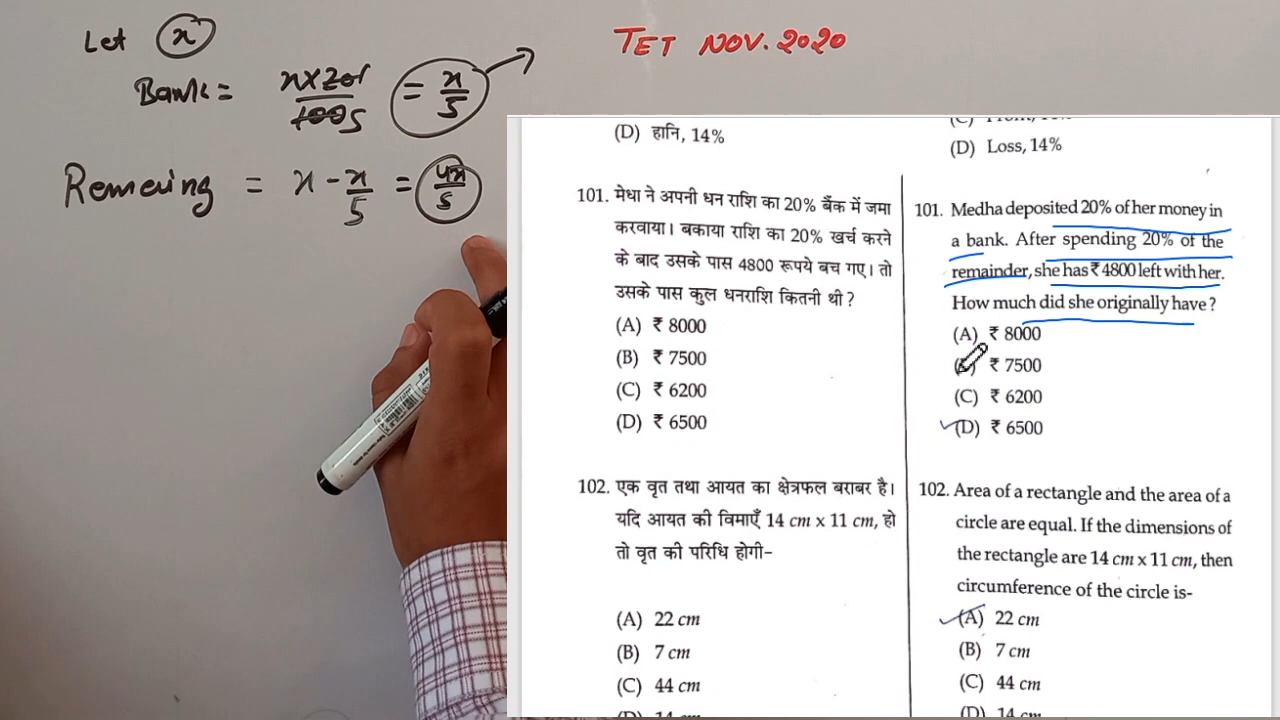 Let x
Bank = x×20/100 5 = x/5
Remering = x - x/5 = 4x/5
TET NOV. 2020
(D) हानि, 14%
101. मेधा ने अपनी धन राशि का 20% बैंक में जमा
करवाया। बकाया राशि का 20% खर्च करने
के बाद उसके पास 4800 रूपये बच गए। तो
उसके पास कुल धनराशि कितनी थी ?
(A) ₹ 8000
(B) ₹ 7500
(C) ₹ 6200
(D) ₹ 6500
102. एक वृत तथा आयत का क्षेत्रफल बराबर है।
यदि आयत की विमाएँ 14 cm x 11 cm, हो
तो वृत की परिधि होगी-
(A) 22 cm
(B) 7 cm
(C) 44 cm
(D) 14 cm
(D) Loss, 14%
101. Medha deposited 20% of her money in
a bank. After spending 20% of the
remainder, she has ₹ 4800 left with her.
How much did she originally have ?
(A) ₹ 8000
₹ 7500
(C) ₹ 6200
(D) ₹ 6500
102. Area of a rectangle and the area of a
circle are equal. If the dimensions of
the rectangle are 14 cm x 11 cm, then
circumference of the circle is-
(A) 22 cm
(B) 7 cm
(C) 44 cm
(D) 14 cm